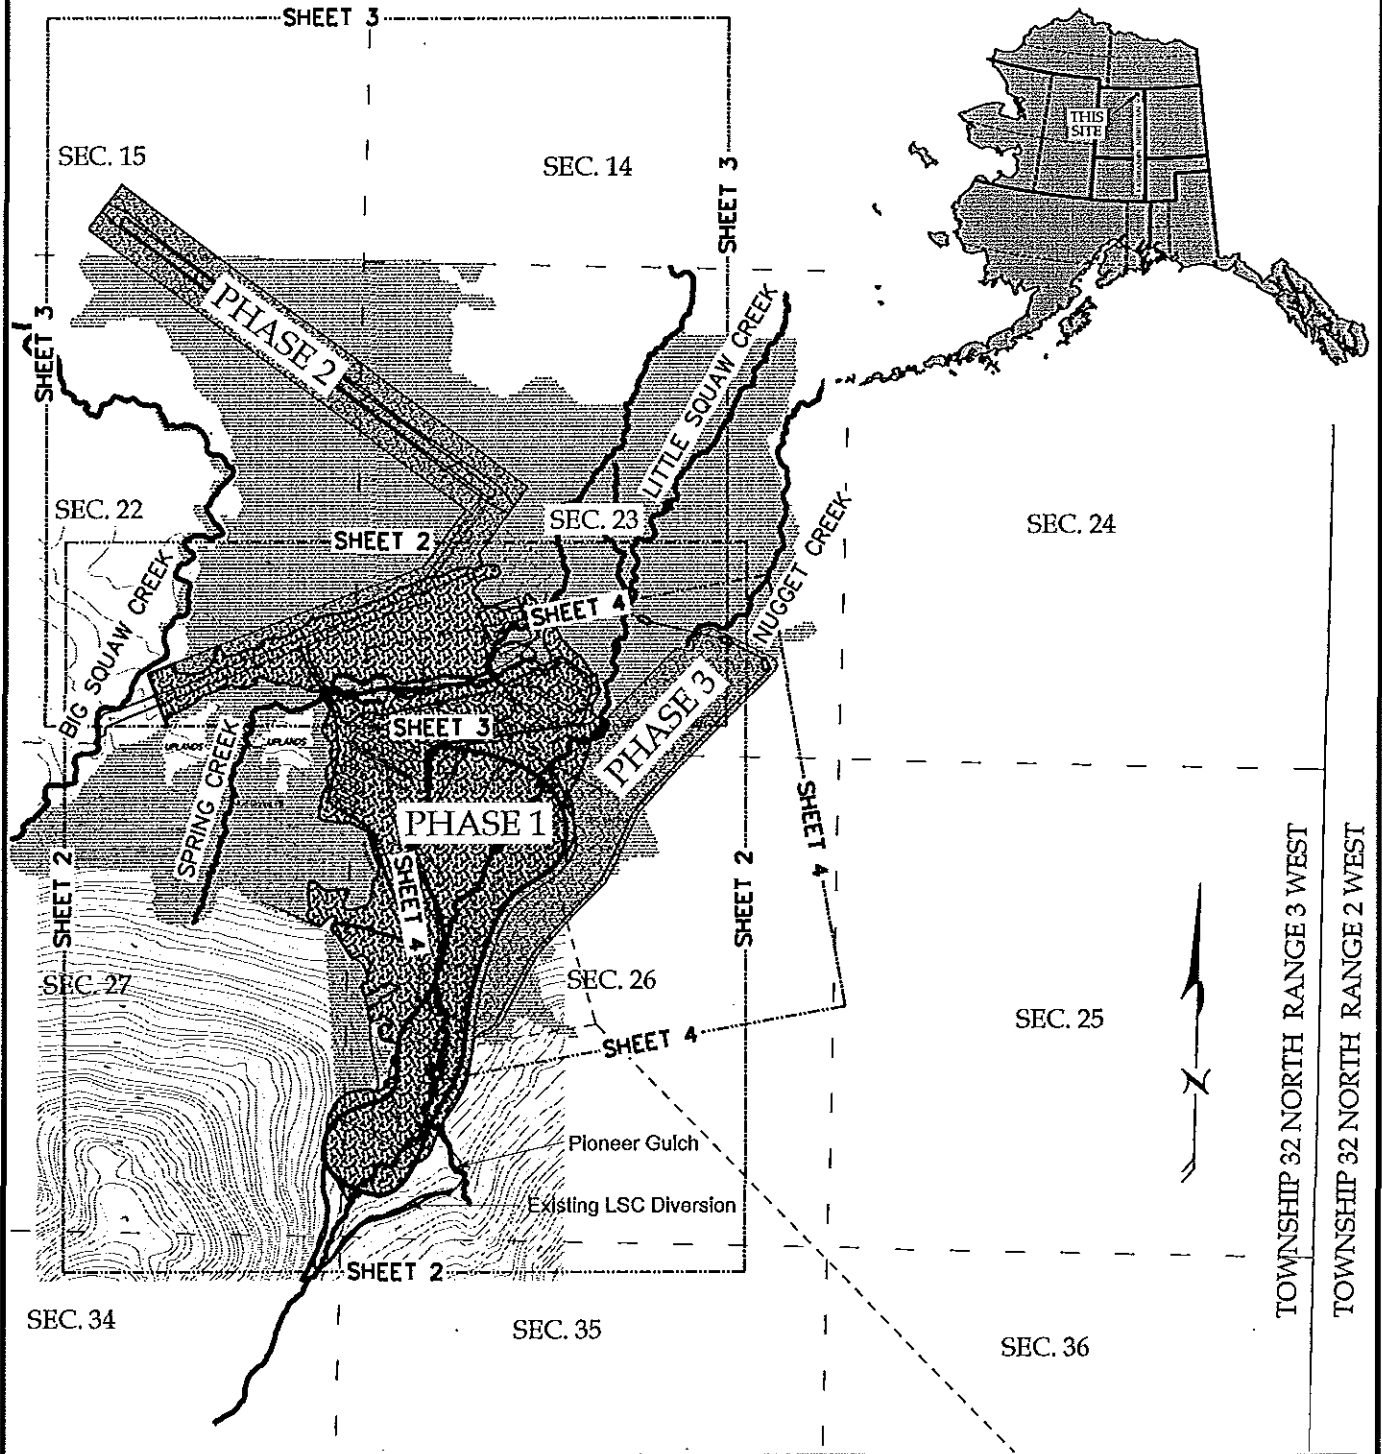 SHEET 3
THIS
SITE
SEC. 15
SEC. 14
SHEET 3
SHEET 3
PHASE 2
LITTLE SQUAW CREEK
SEC. 22
SEC. 23
SEC. 24
SHEET 2
NUGGET CREEK
BIG SQUAW CREEK
SHEET 4
PHASE 3
SHEET 3
UPLANDS
UPLANDS
SPRING CREEK
PHASE 1
SHEET 4
SHEET 4
SHEET 2
SHEET 2
SEC. 27
SEC. 26
SEC. 25
SHEET 4
N
TOWNSHIP 32 NORTH RANGE 3 WEST
TOWNSHIP 32 NORTH RANGE 2 WEST
Pioneer Gulch
Existing LSC Diversion
SHEET 2
SEC. 34
SEC. 35
SEC. 36